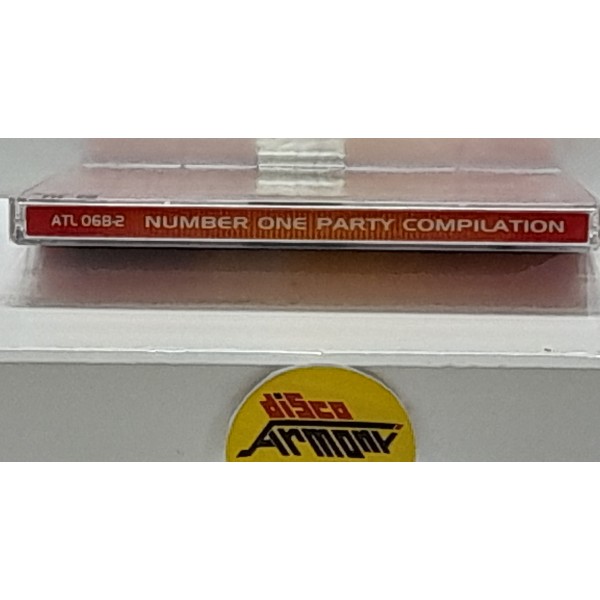 ATL 068-2 NUMBER ONE PARTY COMPILATION
disco
Armony